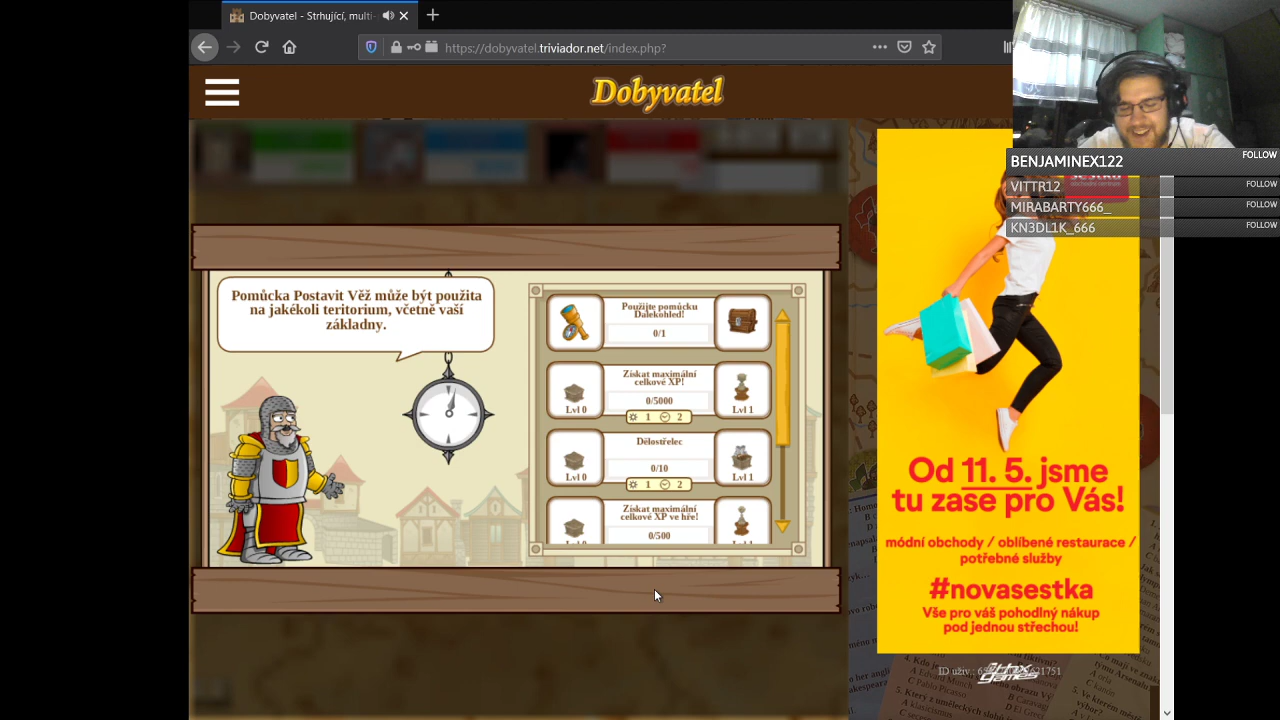 Dobyvatel - Strhující, multi-
https://dobyvatel.triviador.net/index.php?
Dobyvatel
BENJAMINEX122 FOLLOW
VITTR12 FOLLOW
MIRABARTY666_ FOLLOW
KN3DL1K_666 FOLLOW
Pomůcka Postavit Věž může být použita
na jakékoli teritorium, včetně vaší
základny.
Použijte pomůcku
Dalekohled!
0/1
Získat maximální
celkové XP!
0/5000
Lvl 0
Lvl 1
1 2
Dělostřelec
0/10
Lvl 0
Lvl 1
1 2
Získat maximální
celkové XP ve hře!
0/500
Od 11. 5. jsme
tu zase pro Vás!
módní obchody / oblíbené restaurace /
potřebné služby
#novasestka
Vše pro váš pohodlný nákup
pod jednou střechou!
ID uživ.:
games